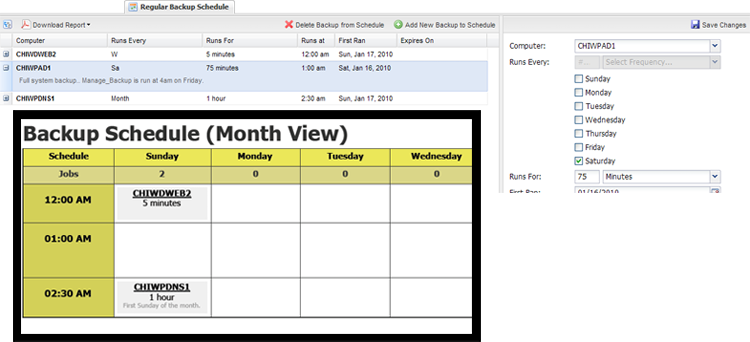 Regular Backup Schedule
Download Report
Delete Backup from Schedule
Add New Backup to Schedule
Save Changes
Computer Runs Every Runs For Runs at First Ran Expires On
CHIWDWEB2 W 5 minutes 12:00 am Sun, Jan 17, 2010
CHIWPAD1 Sa 75 minutes 1:00 am Sat, Jan 16, 2010
Full system backup.. Manage_Backup is run at 4am on Friday.
CHIWPDNS1 Month 1 hour 2:30 am Sun, Jan 17, 2010
Computer: CHIWPAD1
Runs Every: #... Select Frequency...
Sunday
Monday
Tuesday
Wednesday
Thursday
Friday
Saturday
Runs For: 75 Minutes
First Ran: 01/16/2010
Backup Schedule (Month View)
Schedule Sunday Monday Tuesday Wednesday
Jobs 2 0 0 0
12:00 AM
CHIWDWEB2
5 minutes
01:00 AM
02:30 AM
CHIWPDNS1
1 hour
First Sunday of the month.